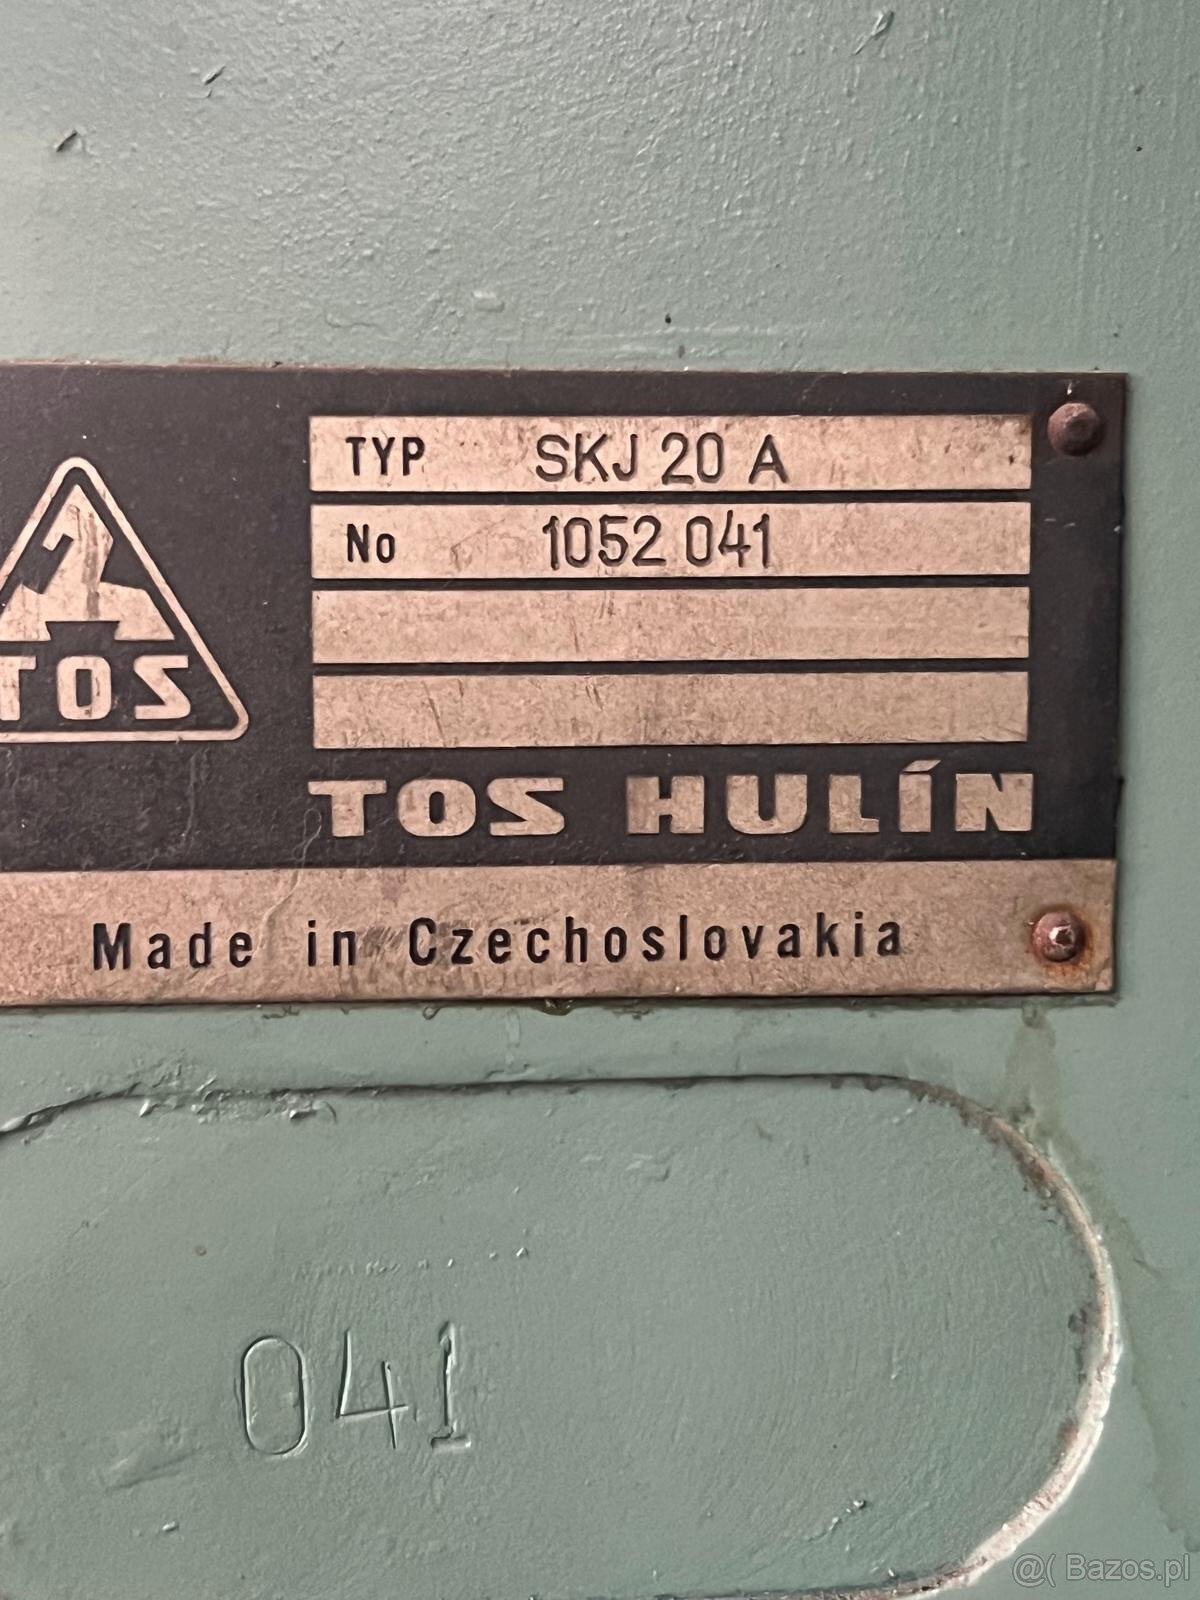 TYP SKJ 20 A
No 1052 041
TOS
TOS HULÍN
Made in Czechoslovakia
041
@( Bazos.pl